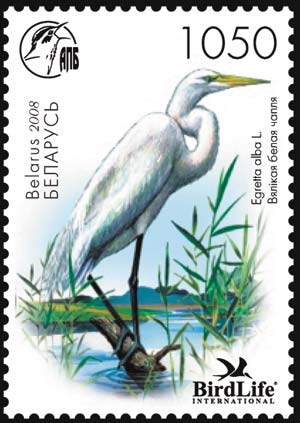 АПБ
1050
Belarus 2008
БЕЛАРУСЬ
Egretta alba L.
Вялікая белая чапля
BirdLife
INTERNATIONAL